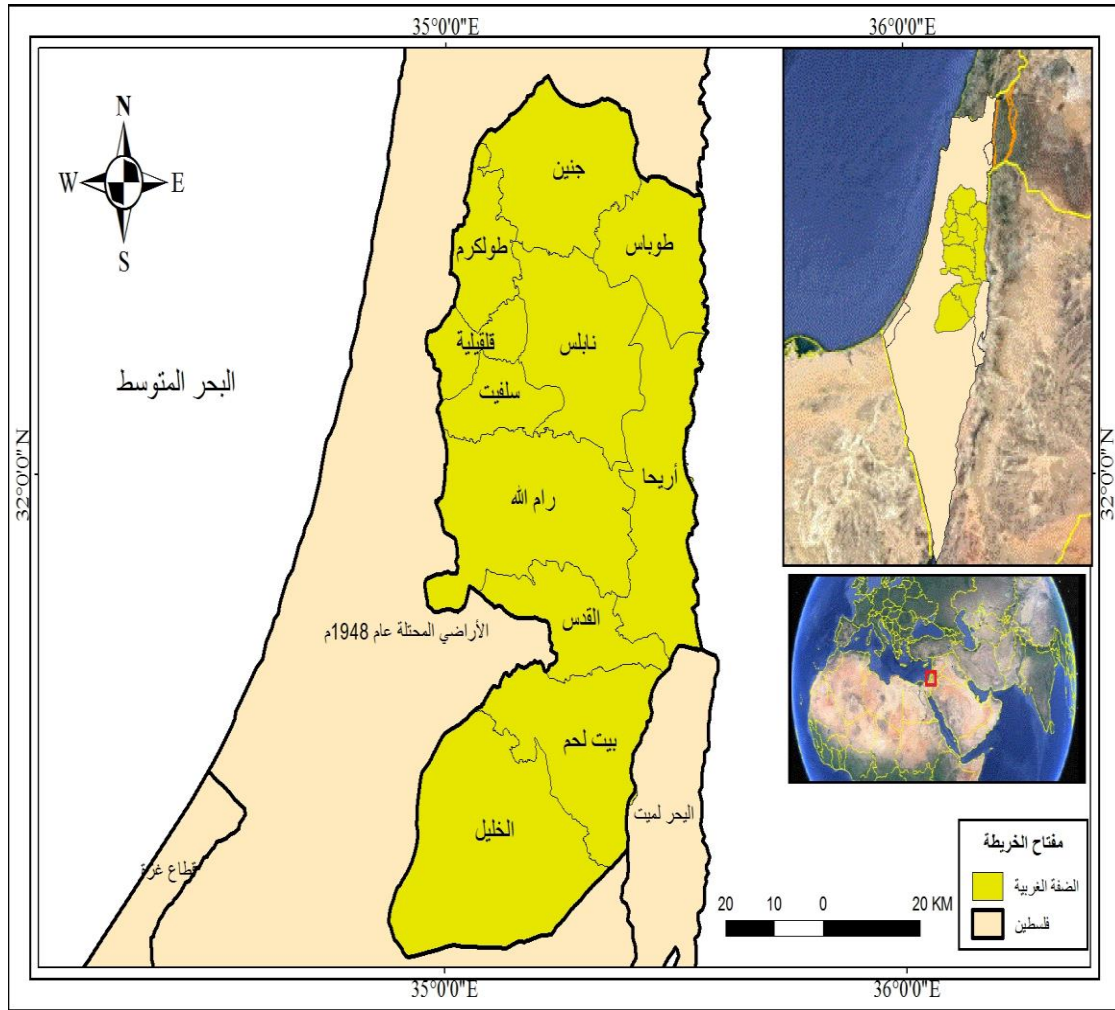 35°0'0"E
36°0'0"E
N
W
E
S
جنين
طوباس
طولكرم
قلقيلية
نابلس
سلفيت
البحر المتوسط
32°0'0"N
32°0'0"N
أريحا
رام الله
القدس
الأراضي المحتلة عام 1948م
بيت لحم
البحر لميت
الخليل
قطاع غزة
مفتاح الخريطة
الضفة الغربية
فلسطين
20 10 0 20 KM
35°0'0"E
36°0'0"E